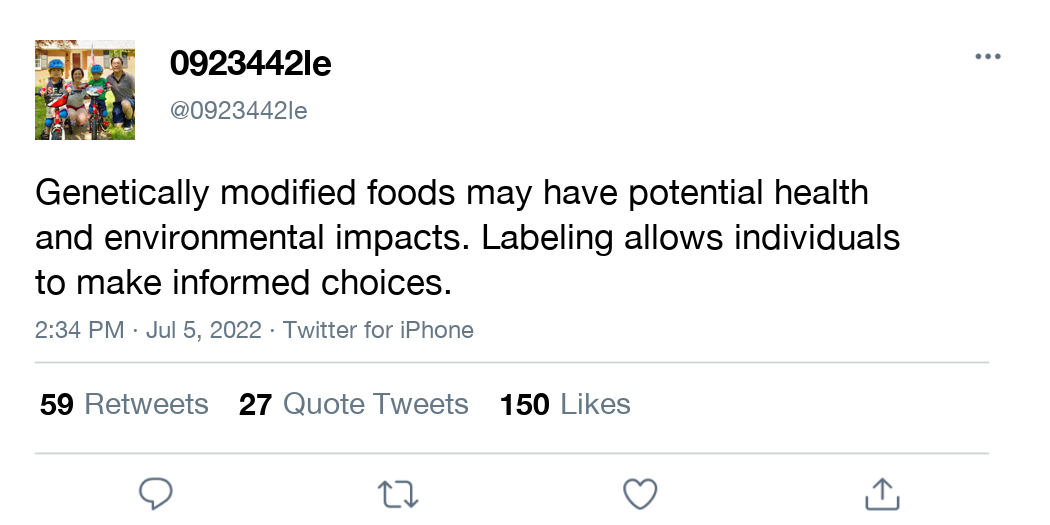 0923442le
@0923442le
Genetically modified foods may have potential health
and environmental impacts. Labeling allows individuals
to make informed choices.
2:34 PM · Jul 5, 2022 · Twitter for iPhone
59 Retweets 27 Quote Tweets 150 Likes